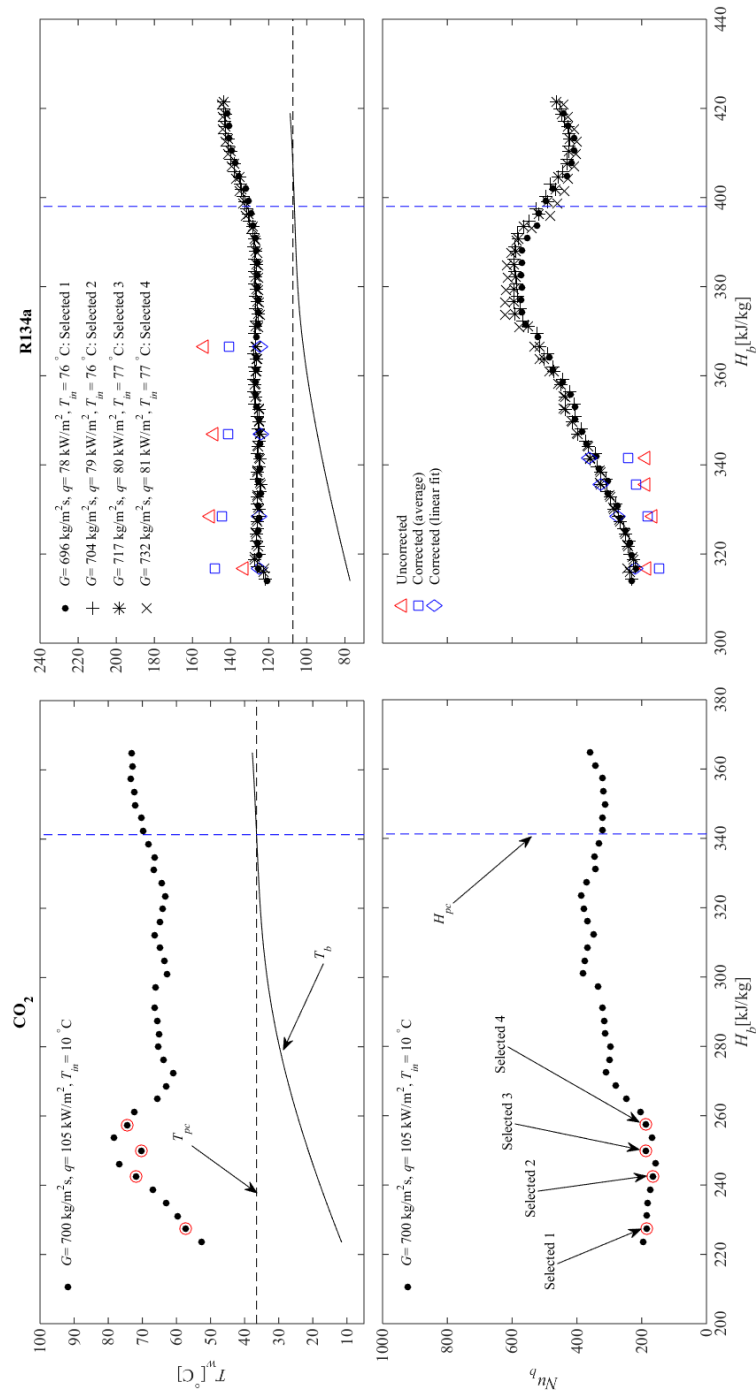 CO2
R134a
T_w [°C]
100
90
80
70
60
50
40
30
20
10
G= 700 kg/m², q= 105 kW/m², T_in = 10 °C
T_pc
T_b
240
220
200
180
160
140
120
100
80
G= 696 kg/m²s, q= 78 kW/m², T_in = 76 °C: Selected 1
G= 704 kg/m²s, q= 79 kW/m², T_in = 76 °C: Selected 2
G= 717 kg/m²s, q= 80 kW/m², T_in = 77 °C: Selected 3
G= 732 kg/m²s, q= 81 kW/m², T_in = 77 °C: Selected 4
Nu_b
1000
800
600
400
200
0
G= 700 kg/m²s, q= 105 kW/m², T_in = 10 °C
Selected 1
Selected 2
Selected 3
Selected 4
H_pc
200 220 240 260 280 300 320 340 360 380
H_b [kJ/kg]
Uncorrected
Corrected (average)
Corrected (linear fit)
300 320 340 360 380 400 420 440
H_b [kJ/kg]